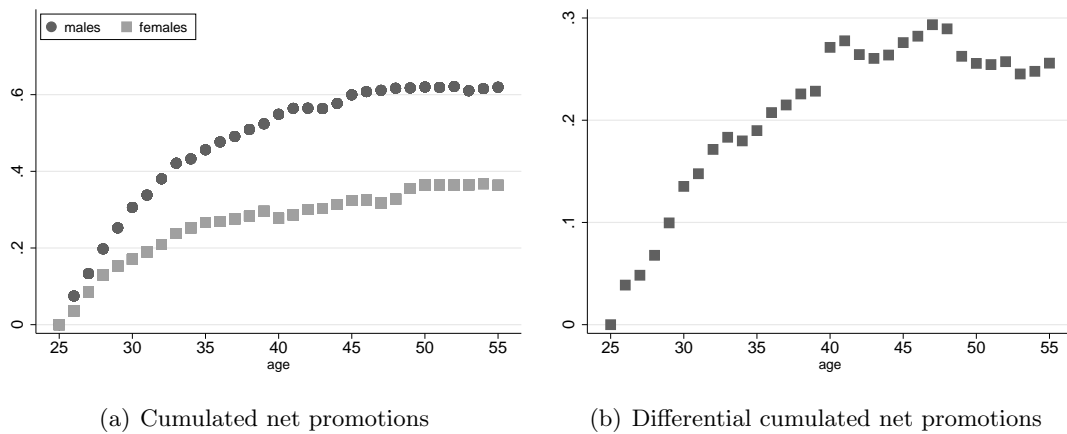 males females
0 .2 .4 .6
25 30 35 40 45 50 55
age
(a) Cumulated net promotions
0 .1 .2 .3
25 30 35 40 45 50 55
age
(b) Differential cumulated net promotions